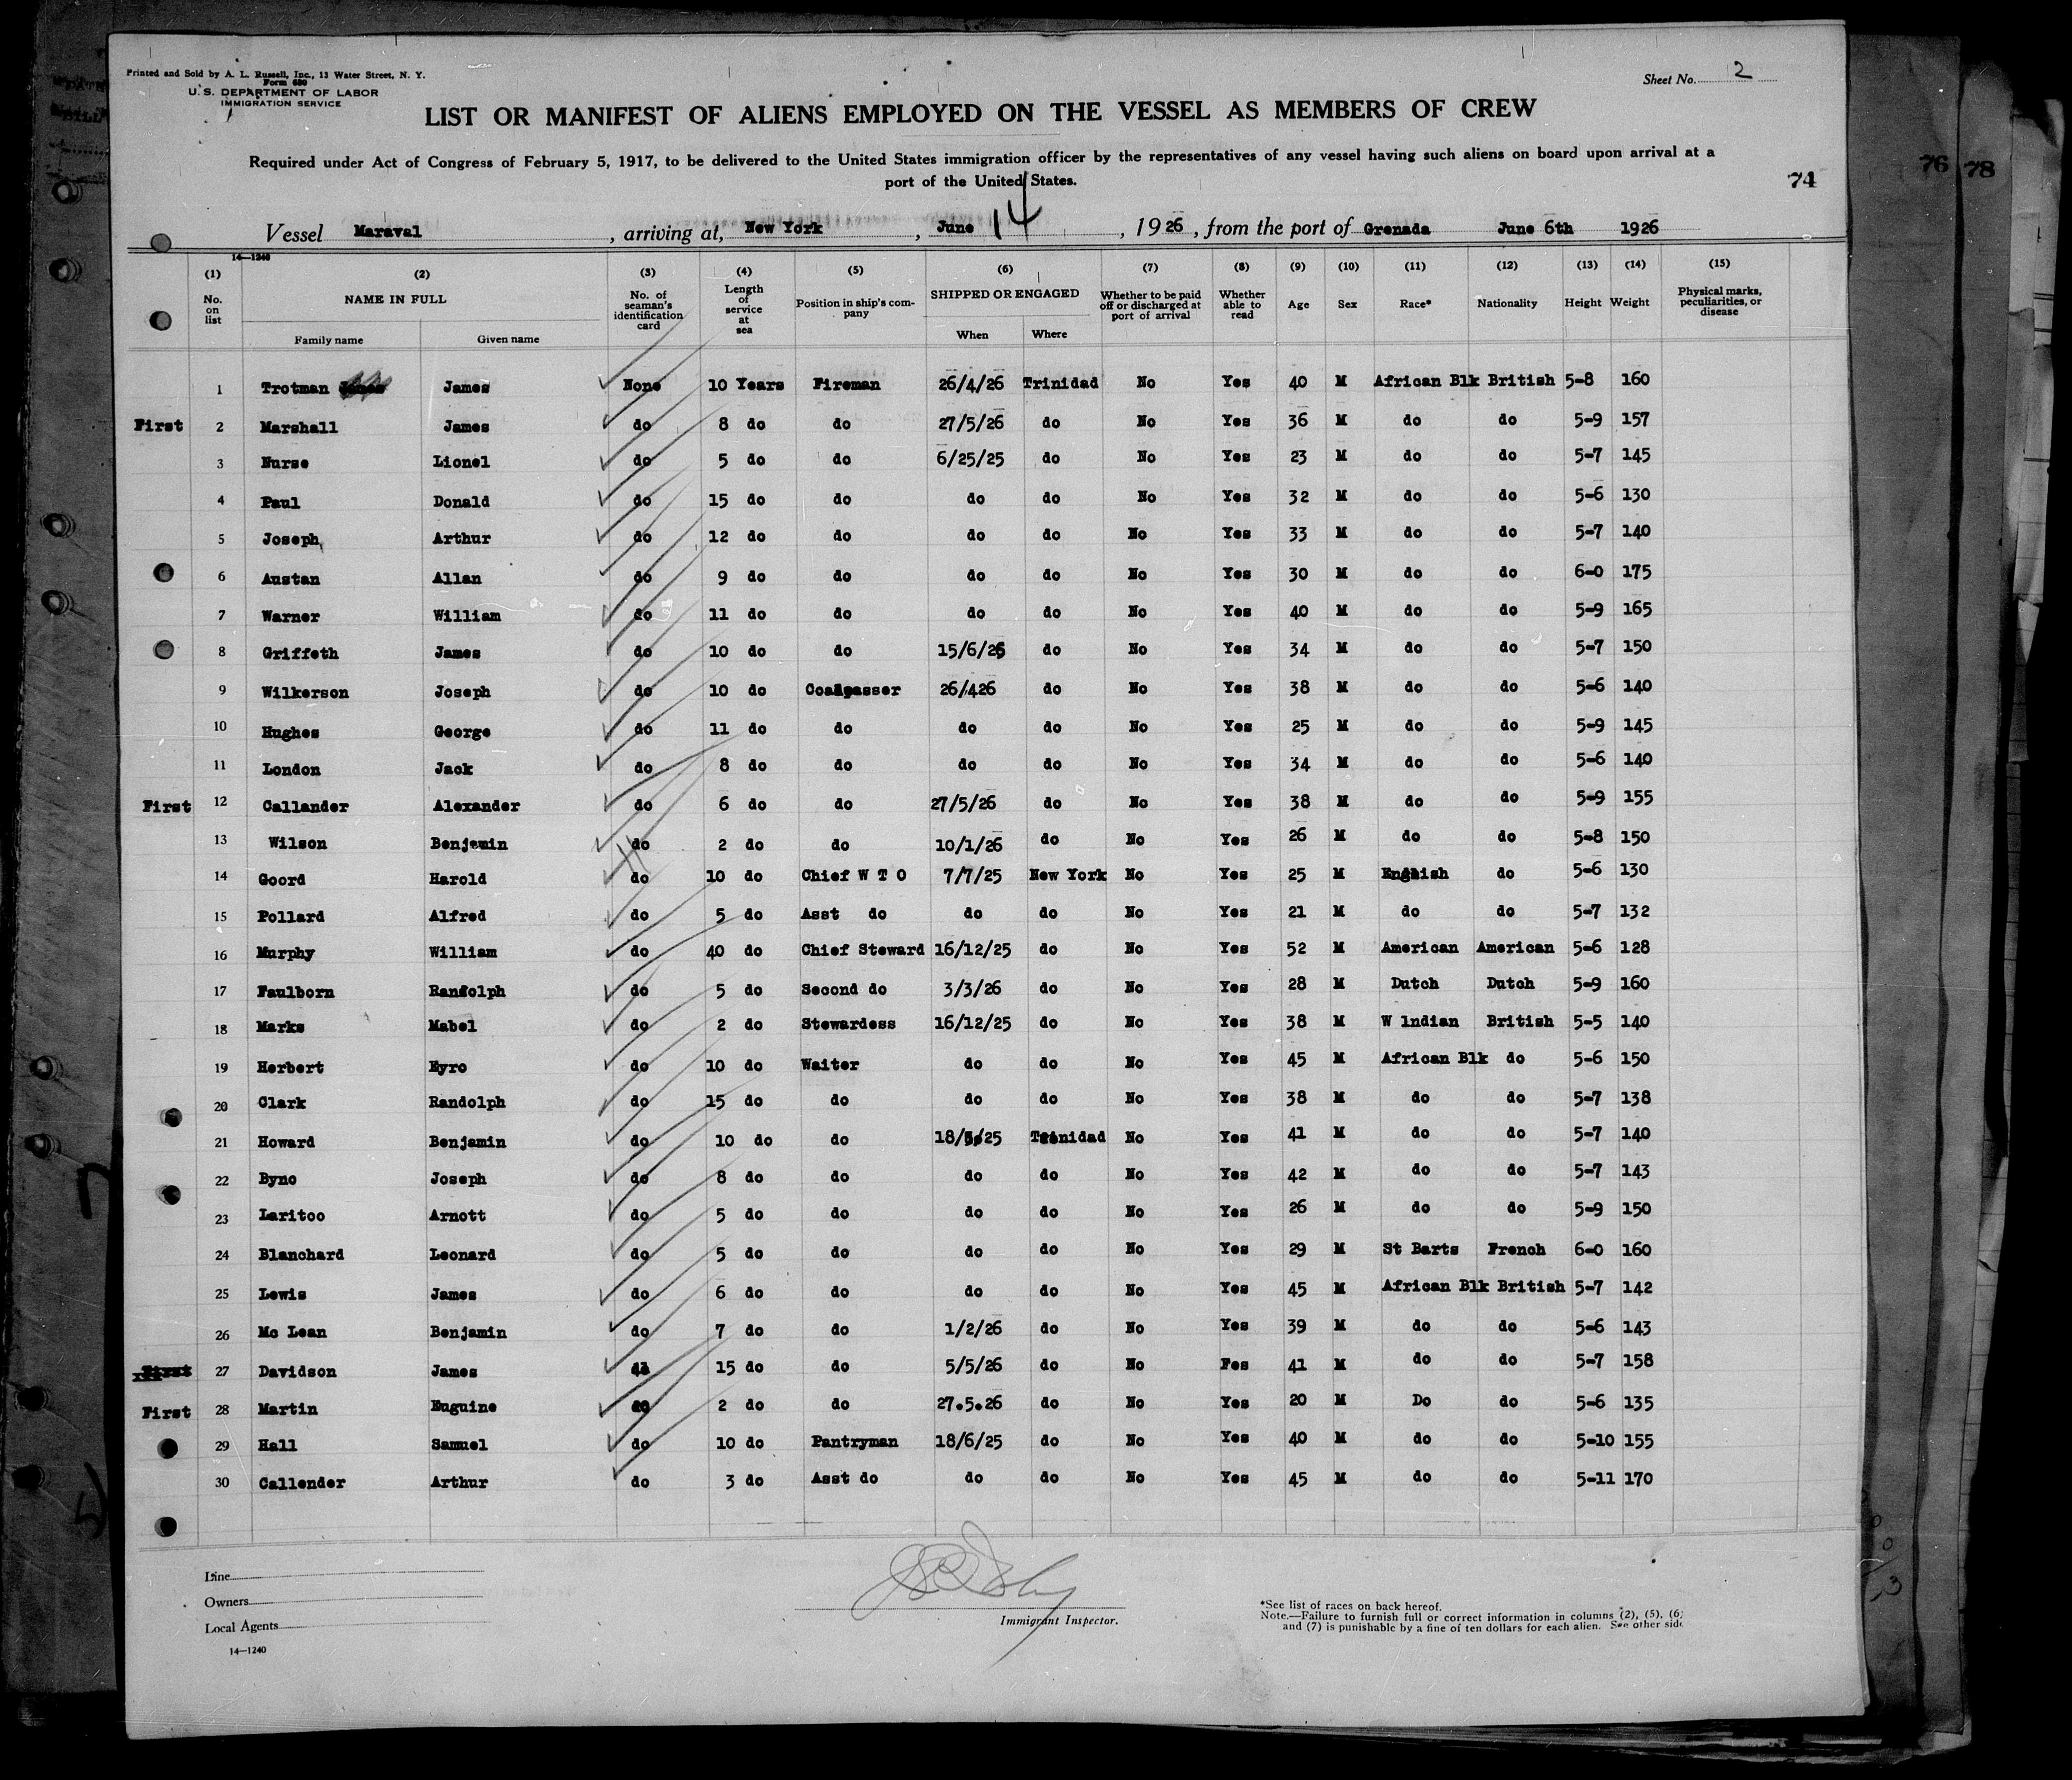 Printed and Sold by A. L. Russell, Inc., 13 Water Street, N. Y.
Form 680
U. S. DEPARTMENT OF LABOR
IMMIGRATION SERVICE
Sheet No. 2
LIST OR MANIFEST OF ALIENS EMPLOYED ON THE VESSEL AS MEMBERS OF CREW
Required under Act of Congress of February 5, 1917, to be delivered to the United States immigration officer by the representatives of any vessel having such aliens on board upon arrival at a
port of the United States.
74
76 78
Vessel Maraval, arriving at, New York, June 14, 1926, from the port of Grenada June 6th 1926
14—1240
(1) (2) (3) (4) (5) (6) (7) (8) (9) (10) (11) (12) (13) (14) (15)
No. on list NAME IN FULL No. of seaman's identification card Length of service at sea Position in ship's company SHIPPED OR ENGAGED Whether to be paid off or discharged at port of arrival Whether able to read Age Sex Race* Nationality Height Weight Physical marks, peculiarities, or disease
Family name Given name When Where
1 Trotman James None 10 Years Fireman 26/4/26 Trinidad No Yes 40 M African Blk British 5-8 160
First 2 Marshall James do 8 do do 27/5/26 do No Yes 36 M do do 5-9 157
3 Nurse Lionel do 5 do do 6/25/25 do No Yes 23 M do do 5-7 145
4 Paul Donald do 15 do do do do No Yes 32 M do do 5-6 130
5 Joseph Arthur do 12 do do do do No Yes 33 M do do 5-7 140
6 Austan Allan do 9 do do do do No Yes 30 M do do 6-0 175
7 Warner William do 11 do do do do No Yes 40 M do do 5-9 165
8 Griffeth James do 10 do do 15/6/26 do No Yes 34 M do do 5-7 150
9 Wilkerson Joseph do 10 do Coalpasser 26/426 do No Yes 38 M do do 5-6 140
10 Hughes George do 11 do do do do No Yes 25 M do do 5-9 145
11 London Jack do 8 do do do do No Yes 34 M do do 5-6 140
First 12 Callander Alexander do 6 do do 27/5/26 do No Yes 38 M do do 5-9 155
13 Wilson Benjamin do 2 do do 10/1/26 do No Yes 26 M do do 5-8 150
14 Goord Harold do 10 do Chief W T O 7/7/25 New York No Yes 25 M English do 5-6 130
15 Pollard Alfred do 5 do Asst do do do No Yes 21 M do do 5-7 132
16 Murphy William do 40 do Chief Steward 16/12/25 do No Yes 52 M American American 5-6 128
17 Faulborn Randolph do 5 do Second do 3/3/26 do No Yes 28 M Dutch Dutch 5-9 160
18 Marks Mabel do 2 do Stewardess 16/12/25 do No Yes 38 M W indian British 5-5 140
19 Herbert Eyro do 10 do Waiter do do No Yes 45 M African Blk do 5-6 150
20 Clark Randolph do 15 do do do do No Yes 38 M do do 5-7 138
21 Howard Benjamin do 10 do do 18/5/25 Trinidad No Yes 41 M do do 5-7 140
22 Byno Joseph do 8 do do do do No Yes 42 M do do 5-7 143
23 Laritoo Arnott do 5 do do do do No Yes 26 M do do 5-9 150
24 Blanchard Leonard do 5 do do do do No Yes 29 M St Barts French 6-0 160
25 Lewis James do 6 do do do do No Yes 45 M African Blk British 5-7 142
26 Mc Lean Benjamin do 7 do do 1/2/26 do No Yes 39 M do do 5-6 143
First 27 Davidson James 15 do do 5/5/26 do No Fes 41 M do do 5-7 158
First 28 Martin Euguine do 2 do do 27.5.26 do No Yes 20 M Do do 5-6 135
29 Hall Samuel do 10 do Pantryman 18/6/25 do No Yes 40 M do do 5-10 155
30 Callender Arthur do 3 do Asst do do do No Yes 45 M do do 5-11 170
Line
Owners
Local Agents
14—1240
Immigrant Inspector.
*See list of races on back hereof.
Note.—Failure to furnish full or correct information in columns (2), (5), (6)
and (7) is punishable by a fine of ten dollars for each alien. See other side